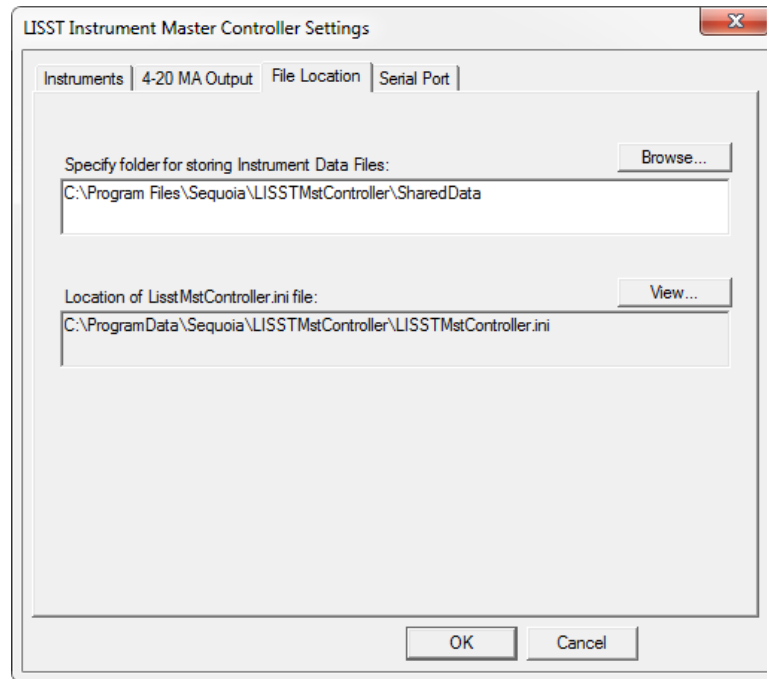 LISST Instrument Master Controller Settings
Instruments 4-20 MA Output File Location Serial Port
Specify folder for storing Instrument Data Files: Browse...
C:\Program Files\Sequoia\LISSTMstController\SharedData
Location of LisstMstController.ini file: View...
C:\ProgramData\Sequoia\LISSTMstController\LISSTMstController.ini
OK Cancel